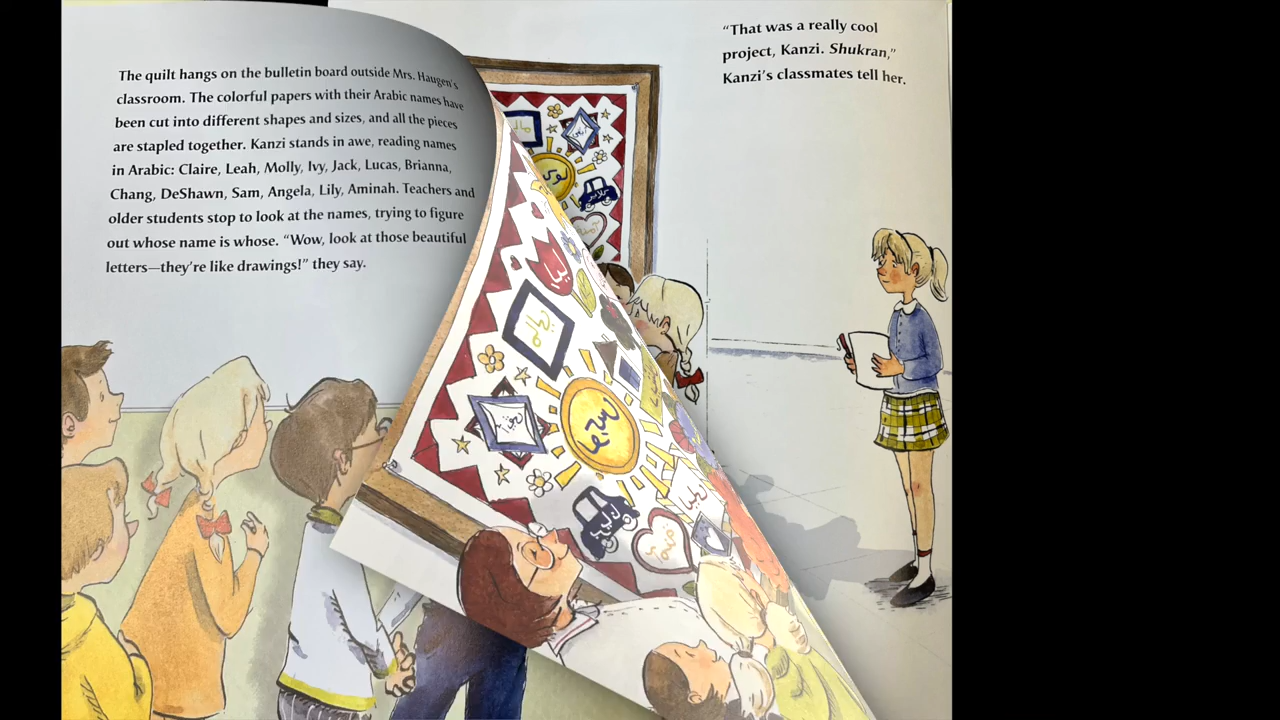 The quilt hangs on the bulletin board outside Mrs. Haugen's
classroom. The colorful papers with their Arabic names have
been cut into different shapes and sizes, and all the pieces
are stapled together. Kanzi stands in awe, reading names
in Arabic: Claire, Leah, Molly, Ivy, Jack, Lucas, Brianna,
Chang, DeShawn, Sam, Angela, Lily, Aminah. Teachers and
older students stop to look at the names, trying to figure
out whose name is whose. “Wow, look at those beautiful
letters—they're like drawings!” they say.
“That was a really cool
project, Kanzi. Shukran,”
Kanzi's classmates tell her.